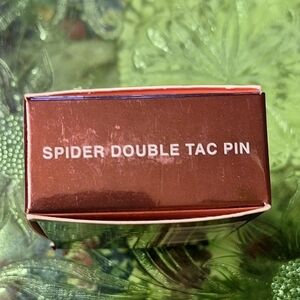 SPIDER DOUBLE TAC PIN